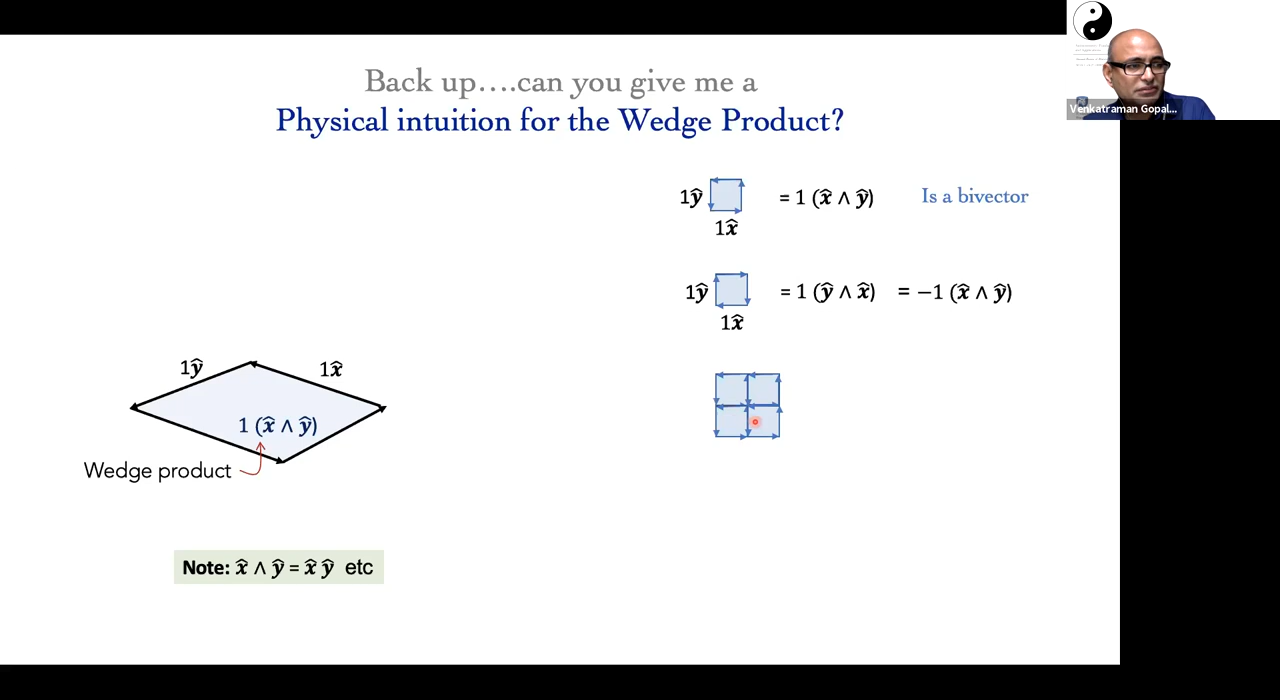 Back up....can you give me a
Physical intuition for the Wedge Product?
Venkatraman Gopal...
1ŷ = 1 (x̂ ∧ ŷ) Is a bivector
1x̂
1ŷ = 1 (ŷ ∧ x̂) = −1 (x̂ ∧ ŷ)
1x̂
1ŷ 1x̂
1 (x̂ ∧ ŷ)
Wedge product
Note: x̂ ∧ ŷ = x̂ ŷ etc